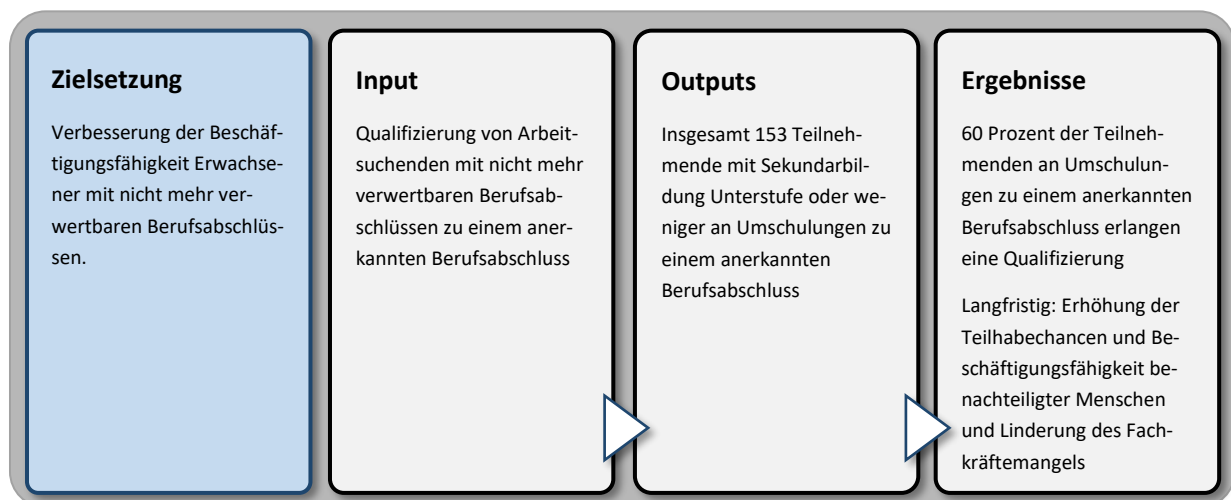 Zielsetzung
Verbesserung der Beschäf-
tigungsfähigkeit Erwachse-
ner mit nicht mehr ver-
wertbaren Berufsabschlüs-
sen.
Input
Qualifizierung von Arbeit-
suchenden mit nicht mehr
verwertbaren Berufsab-
schlüssen zu einem aner-
kannten Berufsabschluss
Outputs
Insgesamt 153 Teilneh-
mende mit Sekundarbil-
dung Unterstufe oder we-
niger an Umschulungen zu
einem anerkannten
Berufsabschluss
Ergebnisse
60 Prozent der Teilneh-
menden an Umschulun-
gen zu einem anerkannten
Berufsabschluss erlangen
eine Qualifizierung
Langfristig: Erhöhung der
Teilhabechancen und Be-
schäftigungsfähigkeit be-
nachteiligter Menschen
und Linderung des Fach-
kräftemangels